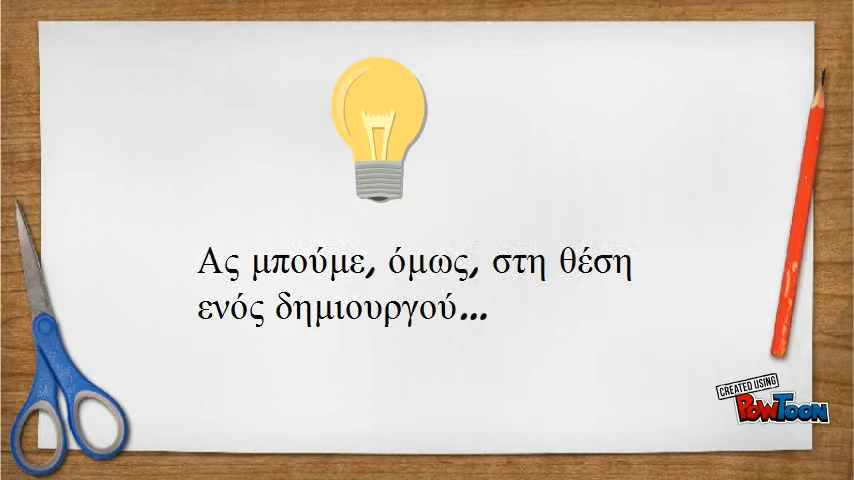 Ας μπούμε, όμως, στη θέση
ενός δημιουργού...
CREATED USING
POWTOON